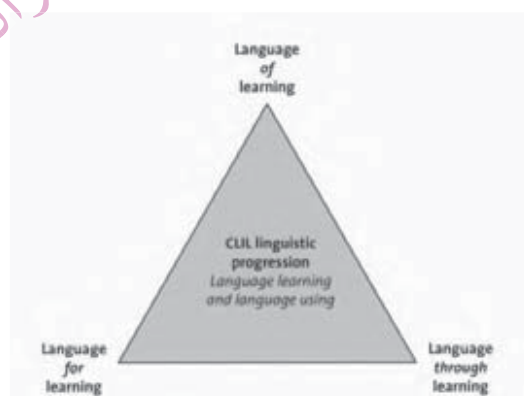 Language
of
learning
CLIL linguistic
progression
Language learning
and language using
Language
for
learning
Language
through
learning